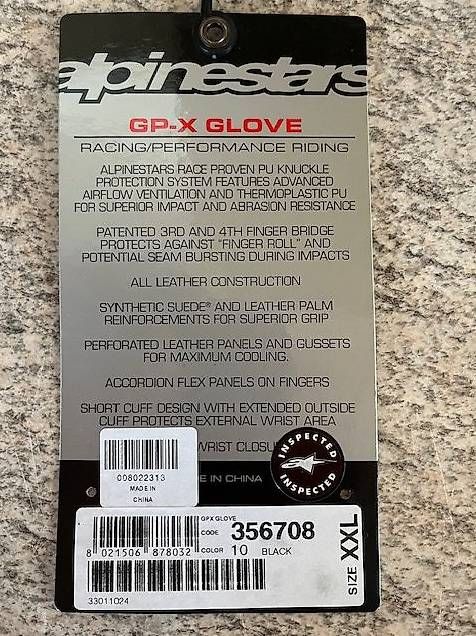 alpinestars
GP-X GLOVE
RACING/PERFORMANCE RIDING
ALPINESTARS RACE PROVEN PU KNUCKLE
PROTECTION SYSTEM FEATURES ADVANCED
AIRFLOW VENTILATION AND THERMOPLASTIC PU
FOR SUPERIOR IMPACT AND ABRASION RESISTANCE
PATENTED 3RD AND 4TH FINGER BRIDGE
PROTECTS AGAINST "FINGER ROLL" AND
POTENTIAL SEAM BURSTING DURING IMPACTS
ALL LEATHER CONSTRUCTION
SYNTHETIC SUEDE® AND LEATHER PALM
REINFORCEMENTS FOR SUPERIOR GRIP
PERFORATED LEATHER PANELS AND GUSSETS
FOR MAXIMUM COOLING.
ACCORDION FLEX PANELS ON FINGERS
SHORT CUFF DESIGN WITH EXTENDED OUTSIDE
CUFF PROTECTS EXTERNAL WRIST AREA
WRIST
INSPECTED
INSPECTED
008022313
MADE IN
CHINA
IN CHINA
GPX GLOVE
CODE 356708
8 021506 878032
COLOR 10 BLACK
SIZE XXL
33011024